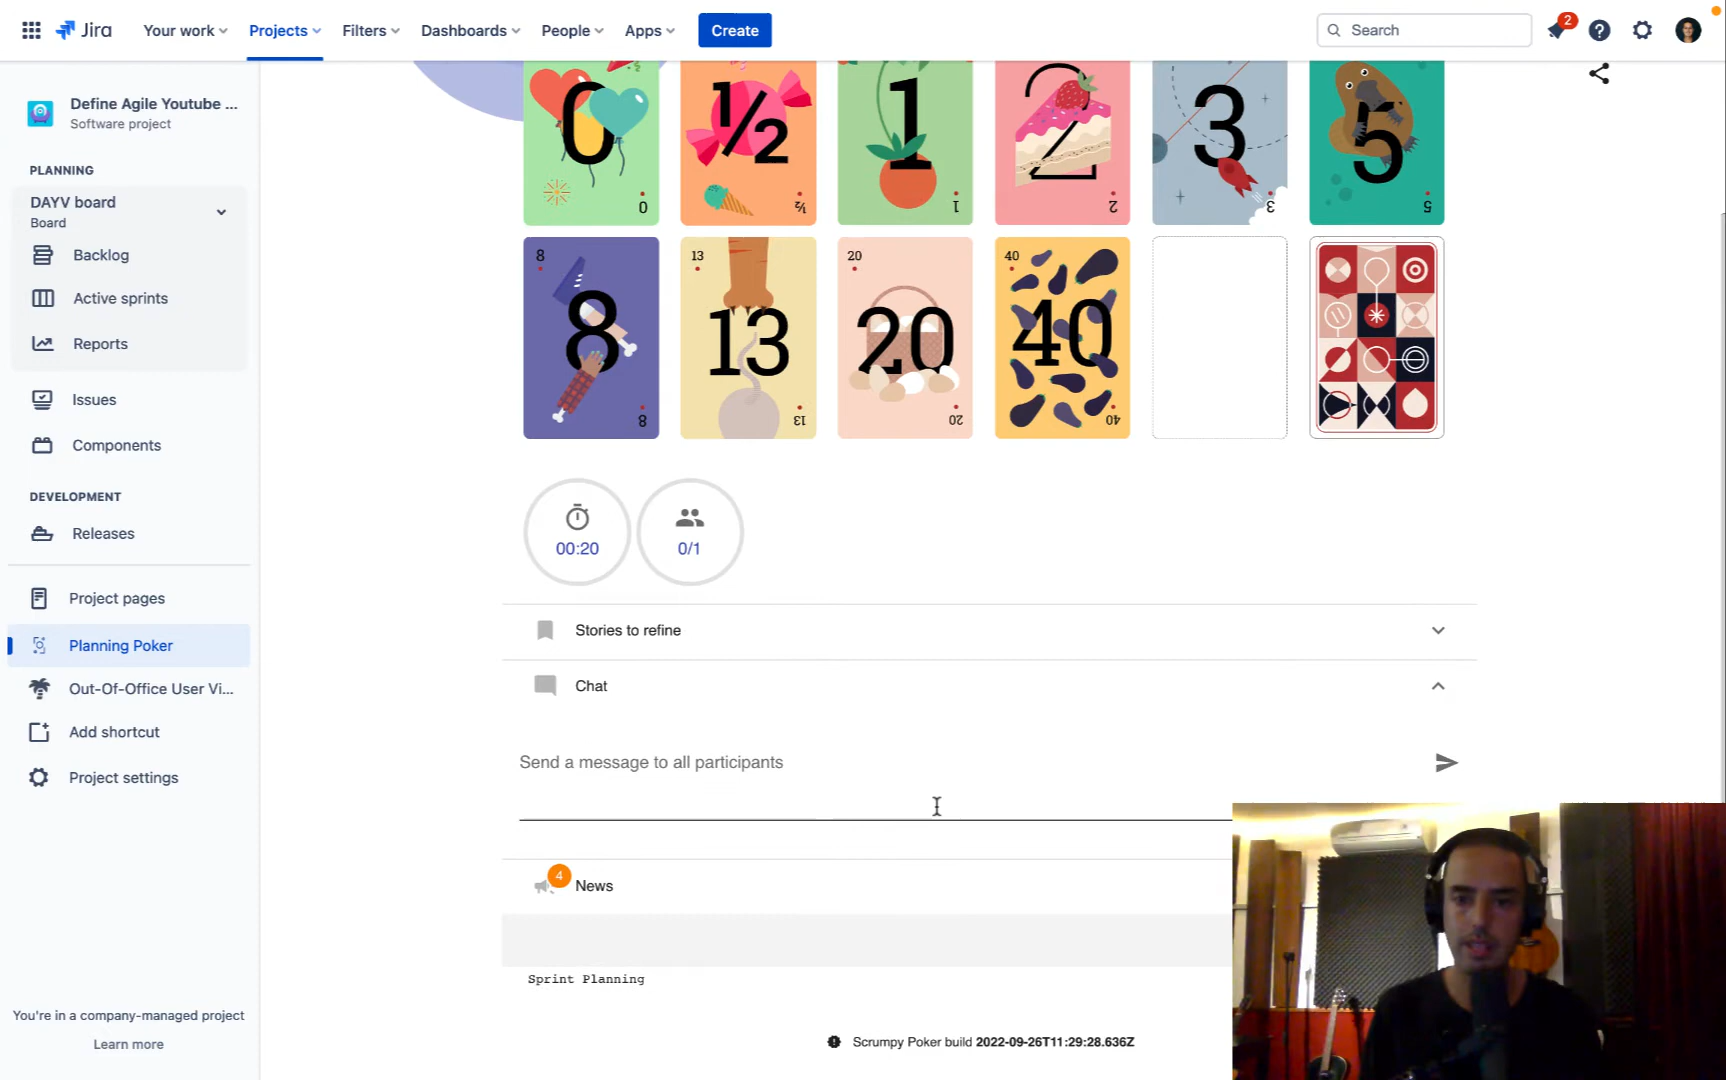 Jira
Your work
Projects
Filters
Dashboards
People
Apps
Create
Search
2
Define Agile Youtube ...
Software project
PLANNING
DAYV board
Board
Backlog
Active sprints
Reports
Issues
Components
DEVELOPMENT
Releases
Project pages
Planning Poker
Out-Of-Office User Vi...
Add shortcut
Project settings
You're in a company-managed project
Learn more
½
0
0
½
½
1
1
2
2
3
3
5
5
8
8
8
13
13
13
20
20
20
40
40
40
00:20
0/1
Stories to refine
Chat
Send a message to all participants
4
News
Sprint Planning
Scrumpy Poker build 2022-09-26T11:29:28.636Z